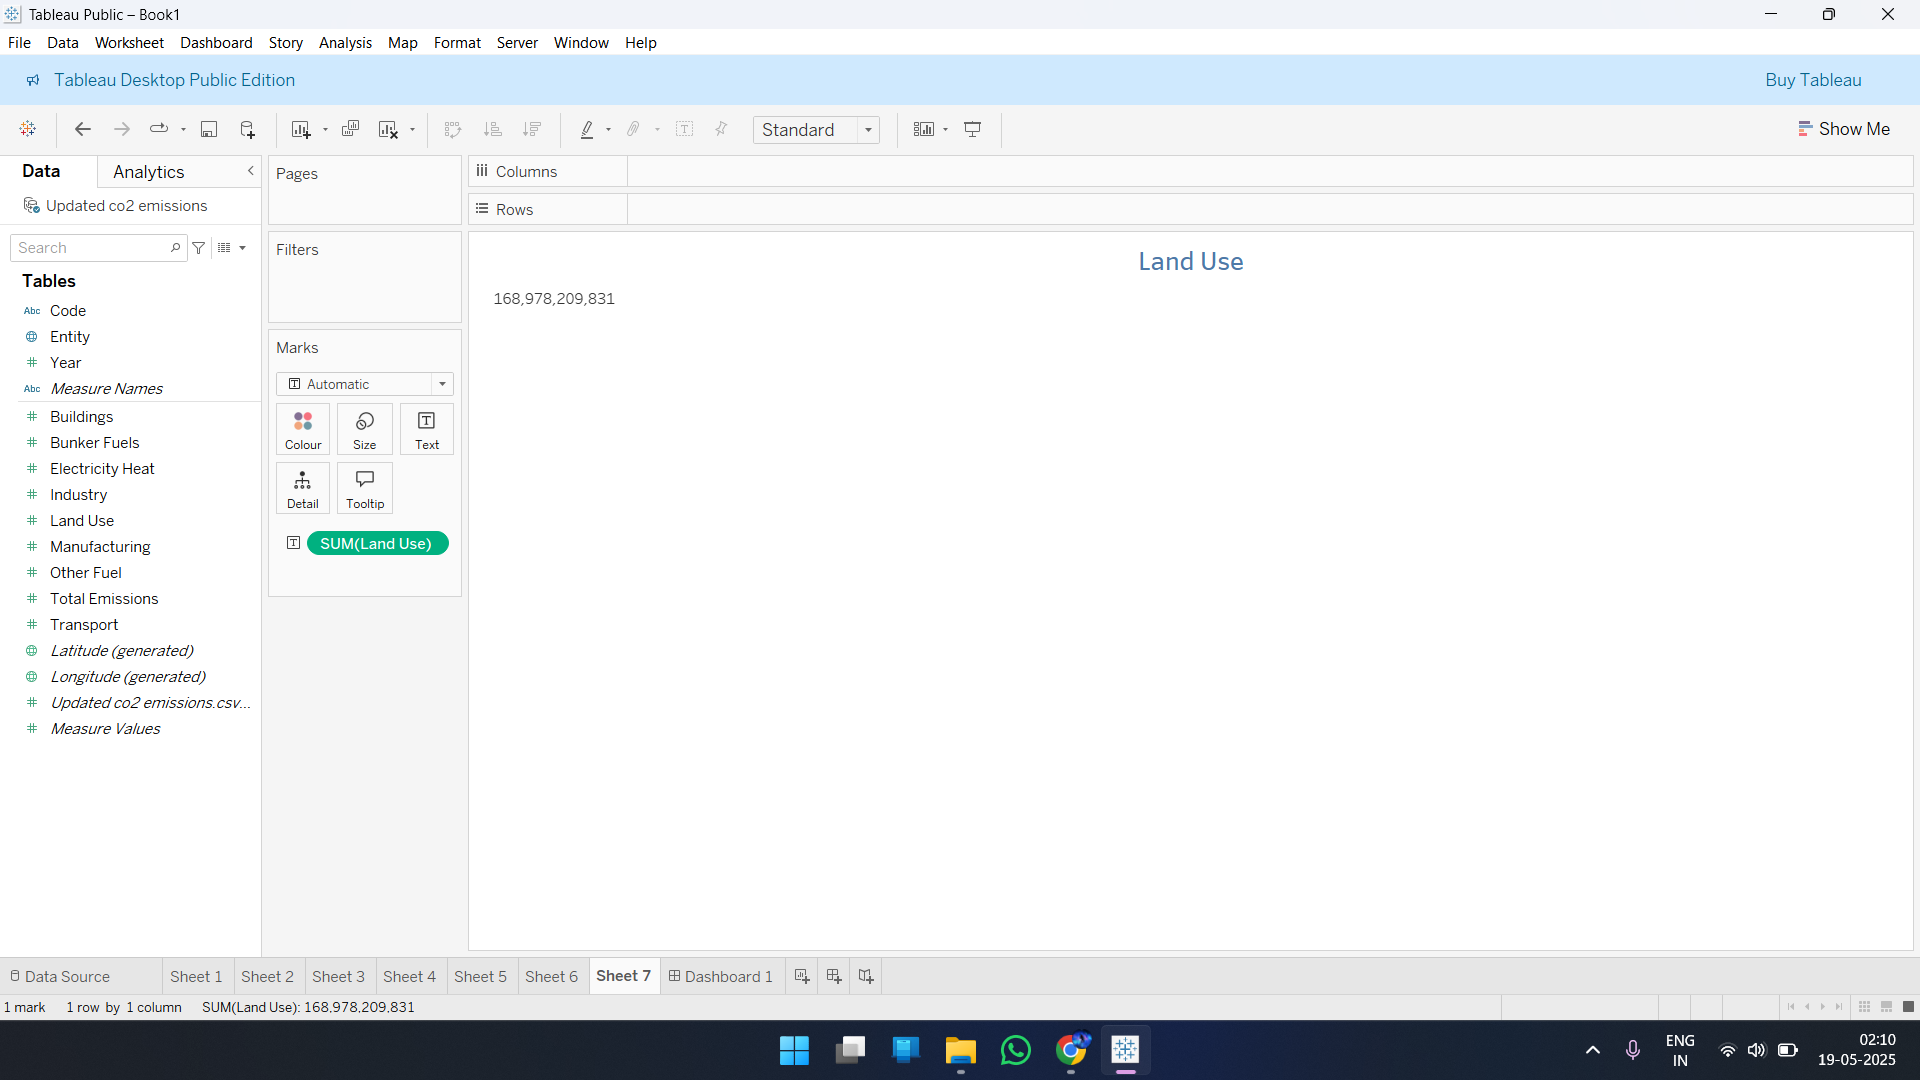 Tableau Public – Book1
File Data Worksheet Dashboard Story Analysis Map Format Server Window Help
Tableau Desktop Public Edition
Buy Tableau
Standard
Show Me
Data
Analytics
Updated co2 emissions
Search
Tables
Abc Code
Entity
# Year
Abc Measure Names
# Buildings
# Bunker Fuels
# Electricity Heat
# Industry
# Land Use
# Manufacturing
# Other Fuel
# Total Emissions
# Transport
Latitude (generated)
Longitude (generated)
# Updated co2 emissions.csv...
# Measure Values
Pages
Filters
Marks
T Automatic
Colour
Size
T Text
Detail
Tooltip
T SUM(Land Use)
Columns
Rows
Land Use
168,978,209,831
Data Source Sheet 1 Sheet 2 Sheet 3 Sheet 4 Sheet 5 Sheet 6 Sheet 7 Dashboard 1
1 mark 1 row by 1 column SUM(Land Use): 168,978,209,831
ENG
IN
02:10
19-05-2025